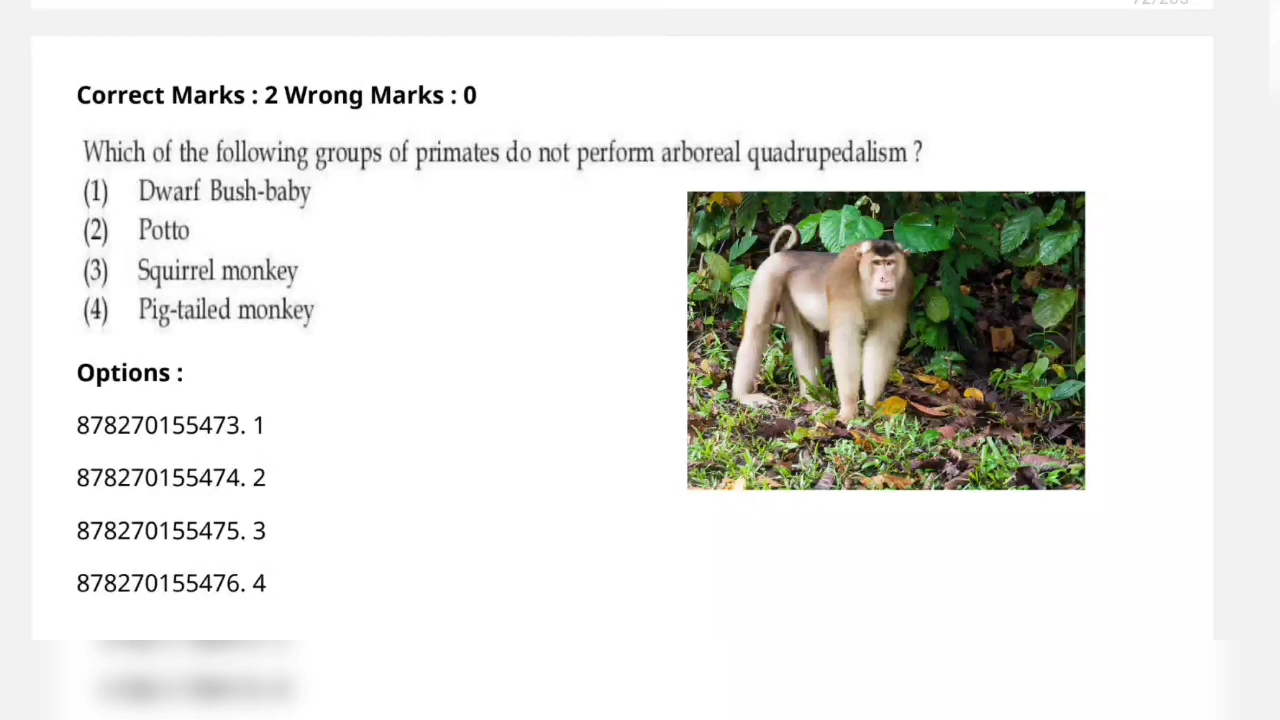 Correct Marks : 2 Wrong Marks : 0
Which of the following groups of primates do not perform arboreal quadrupedalism ?
(1) Dwarf Bush-baby
(2) Potto
(3) Squirrel monkey
(4) Pig-tailed monkey
Options :
878270155473. 1
878270155474. 2
878270155475. 3
878270155476. 4